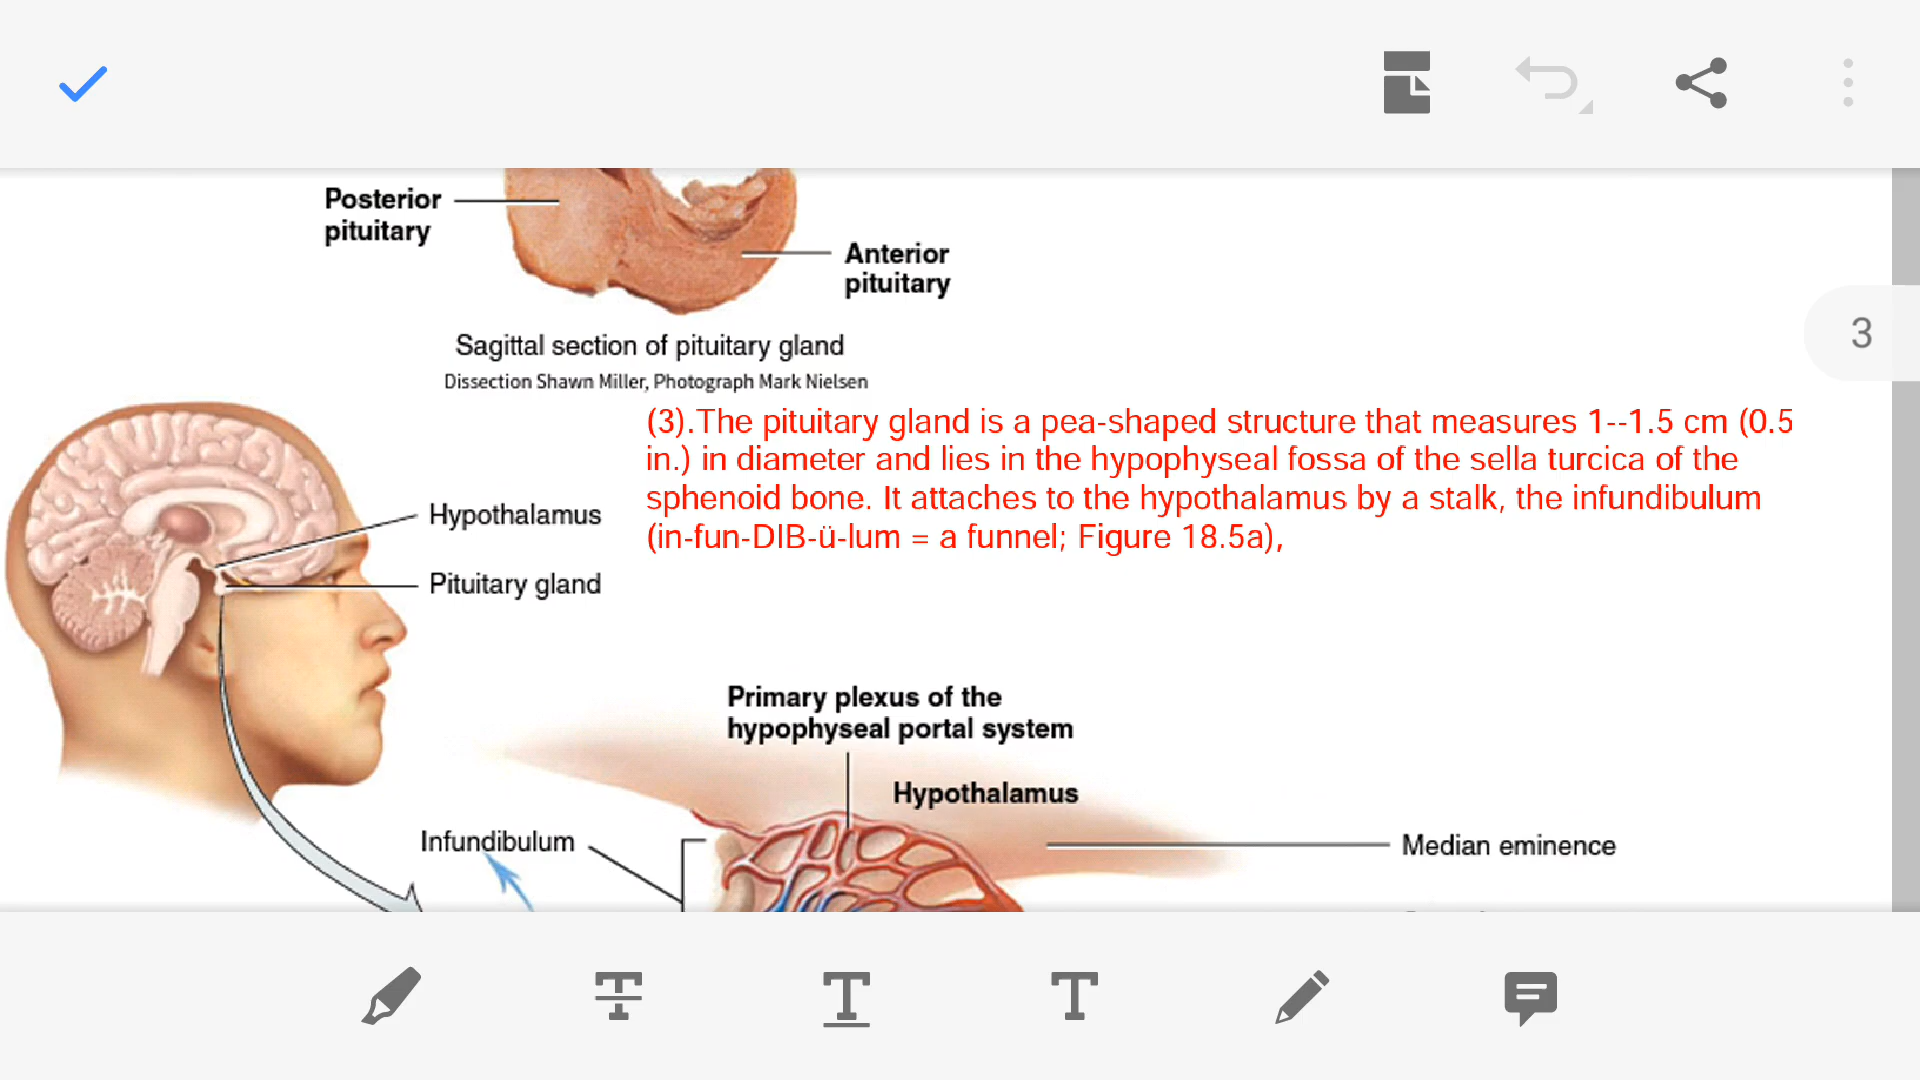 Posterior
pituitary
Anterior
pituitary
3
Sagittal section of pituitary gland
Dissection Shawn Miller, Photograph Mark Nielsen
(3).The pituitary gland is a pea-shaped structure that measures 1--1.5 cm (0.5
in.) in diameter and lies in the hypophyseal fossa of the sella turcica of the
sphenoid bone. It attaches to the hypothalamus by a stalk, the infundibulum
(in-fun-DIB-ü-lum = a funnel; Figure 18.5a),
Hypothalamus
Pituitary gland
Primary plexus of the
hypophyseal portal system
Hypothalamus
Infundibulum
Median eminence